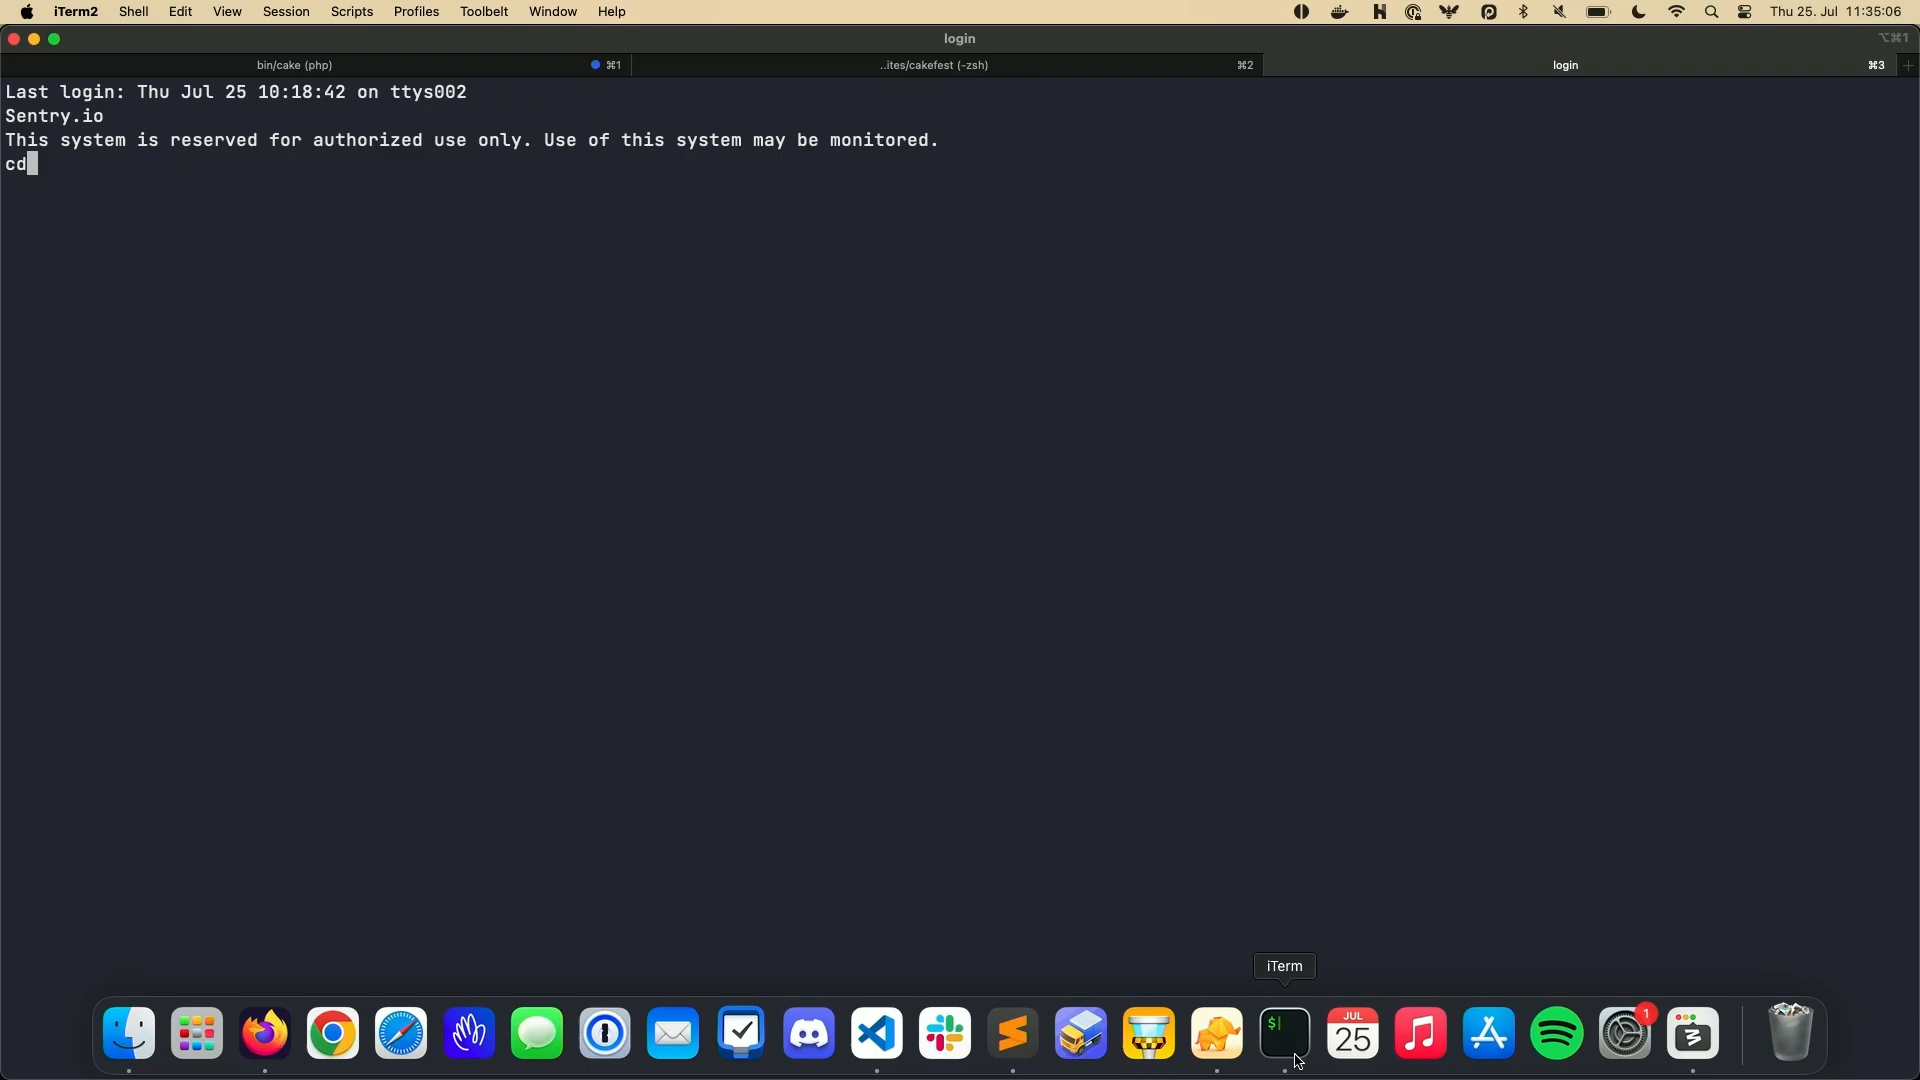 iTerm2 Shell Edit View Session Scripts Profiles Toolbelt Window Help Thu 25. Jul 11:35:06
login ⌥⌘1
bin/cake (php) ⌘1 ..ites/cakefest (-zsh) ⌘2 login ⌘3
Last login: Thu Jul 25 10:18:42 on ttys002
Sentry.io
This system is reserved for authorized use only. Use of this system may be monitored.
cd
iTerm
$
JUL
25
1